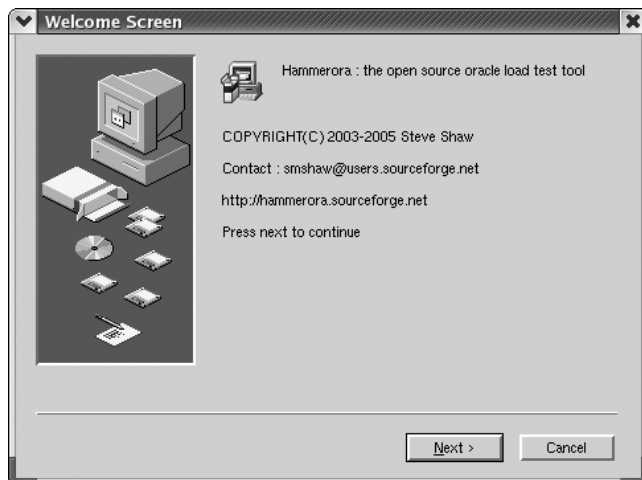 Welcome Screen
Hammerora : the open source oracle load test tool
COPYRIGHT(C) 2003-2005 Steve Shaw
Contact : smshaw@users.sourceforge.net
http://hammerora.sourceforge.net
Press next to continue
Next >
Cancel